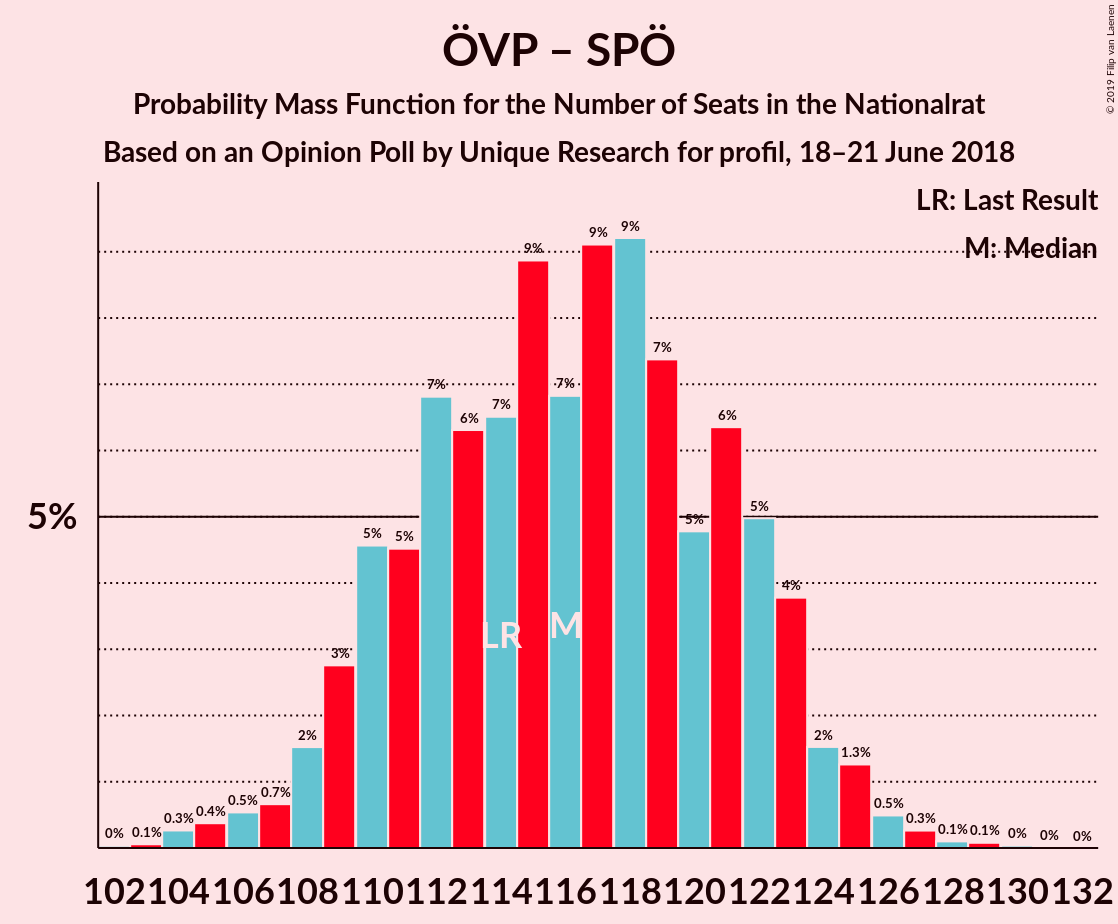 ÖVP – SPÖ
Probability Mass Function for the Number of Seats in the Nationalrat
Based on an Opinion Poll by Unique Research for profil, 18–21 June 2018
© 2019 Filip van Laenen
LR: Last Result
M: Median
5%
0% 0.1% 0.3% 0.4% 0.5% 0.7% 2% 3% 5% 5% 7% 6% 7% 9% 7% 9% 9% 7% 5% 6% 5% 4% 2% 1.3% 0.5% 0.3% 0.1% 0.1% 0% 0% 0%
LR M
102 104 106 108 110 112 114 116 118 120 122 124 126 128 130 132